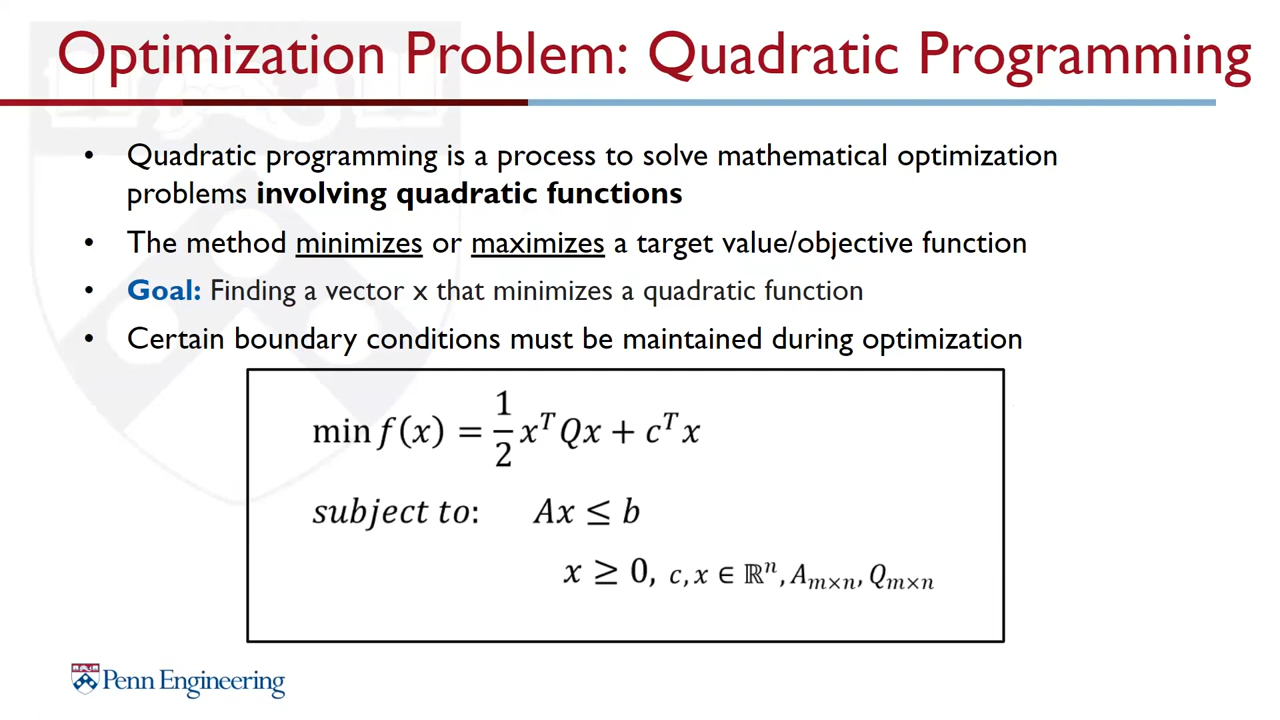 Optimization Problem: Quadratic Programming
• Quadratic programming is a process to solve mathematical optimization
problems involving quadratic functions
• The method minimizes or maximizes a target value/objective function
• Goal: Finding a vector x that minimizes a quadratic function
• Certain boundary conditions must be maintained during optimization
min f(x) = 1/2 x^T Qx + c^T x
subject to: Ax ≤ b
x ≥ 0, c, x ∈ ℝ^n, A_{m×n}, Q_{m×n}
Penn Engineering